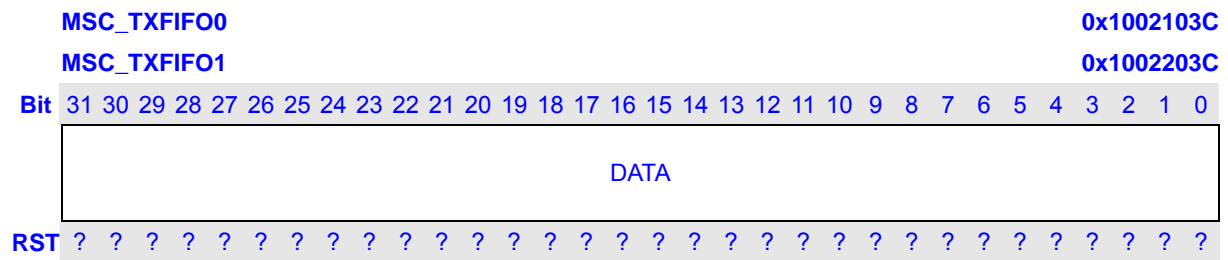 MSC_TXFIFO0 0x1002103C
MSC_TXFIFO1 0x1002203C
Bit 31 30 29 28 27 26 25 24 23 22 21 20 19 18 17 16 15 14 13 12 11 10 9 8 7 6 5 4 3 2 1 0
DATA
RST ? ? ? ? ? ? ? ? ? ? ? ? ? ? ? ? ? ? ? ? ? ? ? ? ? ? ? ? ? ? ? ?